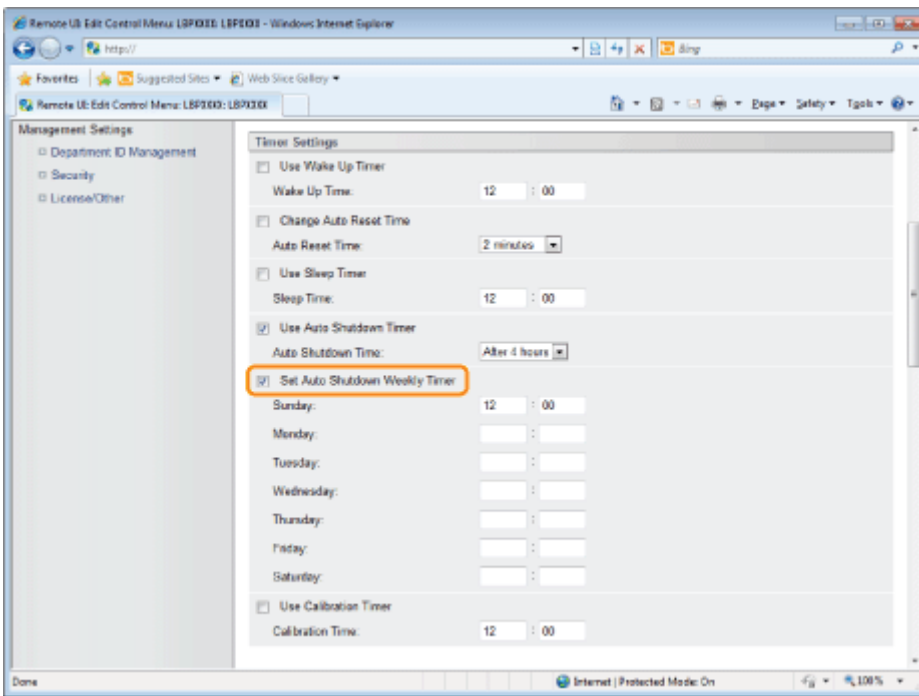 Remote UI: Edit Control Menu: LBPXXXX: LBPXXXX - Windows Internet Explorer
http://
Bing
Favorites Suggested Sites Web Slice Gallery
Remote UI: Edit Control Menu: LBPXXXX: LBPXXXX
Page Safety Tools
Management Settings
Department ID Management
Security
License/Other
Timer Settings
Use Wake Up Timer
Wake Up Time: 12 : 00
Change Auto Reset Time
Auto Reset Time: 2 minutes
Use Sleep Timer
Sleep Time: 12 : 00
Use Auto Shutdown Timer
Auto Shutdown Time: After 4 hours
Set Auto Shutdown Weekly Timer
Sunday: 12 : 00
Monday: :
Tuesday: :
Wednesday: :
Thursday: :
Friday: :
Saturday: :
Use Calibration Timer
Calibration Time: 12 : 00
Done Internet | Protected Mode: On 100%